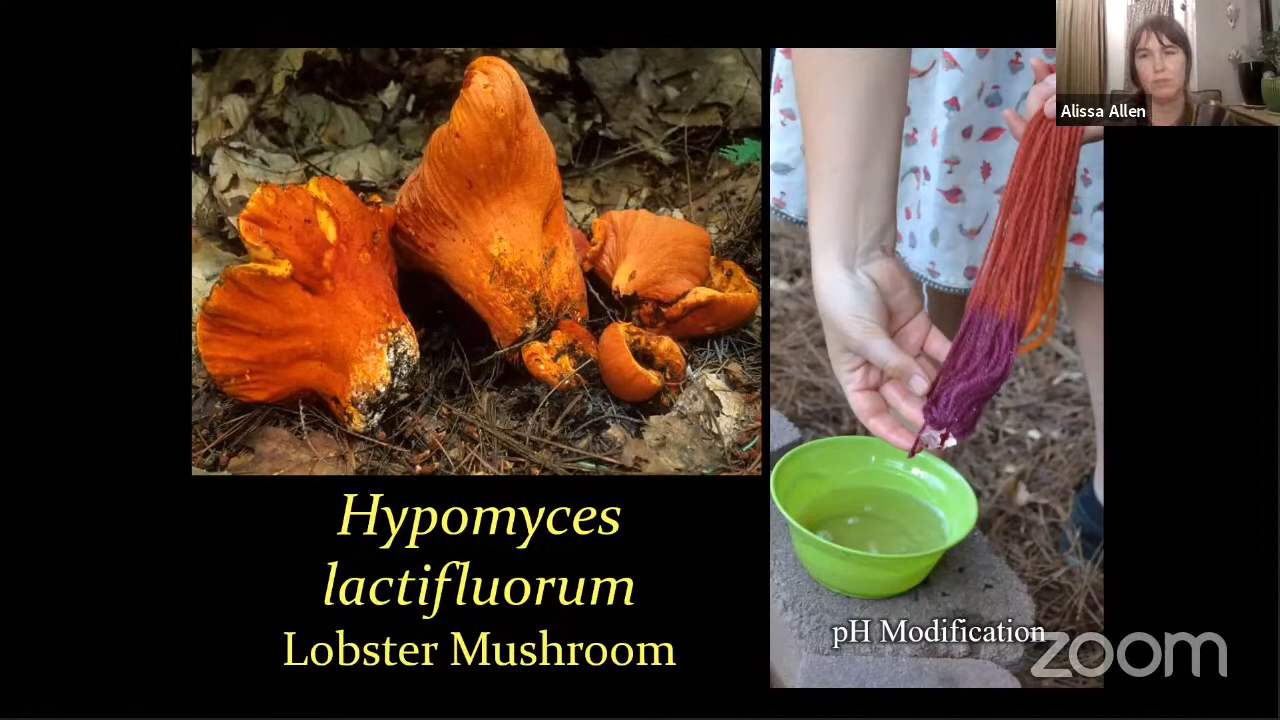 Alissa Allen
Hypomyces
lactifluorum
Lobster Mushroom
pH Modification
zoom